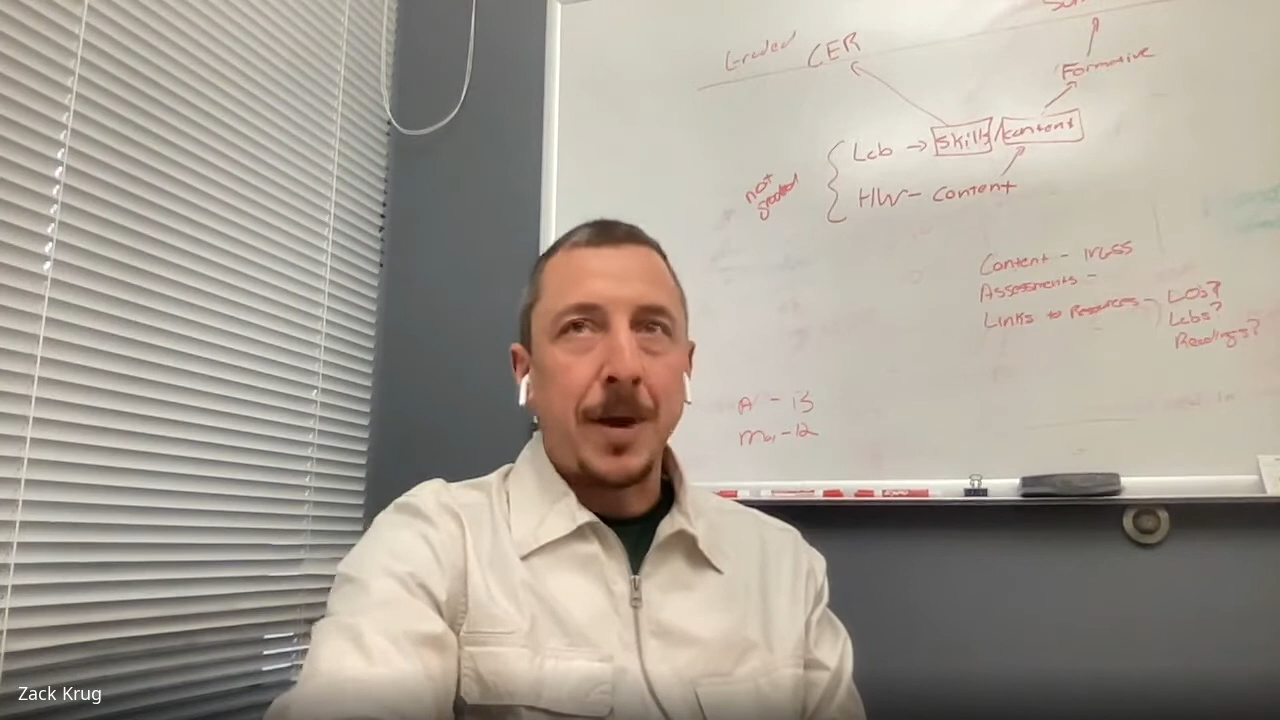 Graded CER
Formative
Lab → skills/content
not graded
HW - content
Content - NGSS
Assessments -
Links to Resources - LOs?
Labs?
Readings?
A - 13
Mar - 12
Zack Krug